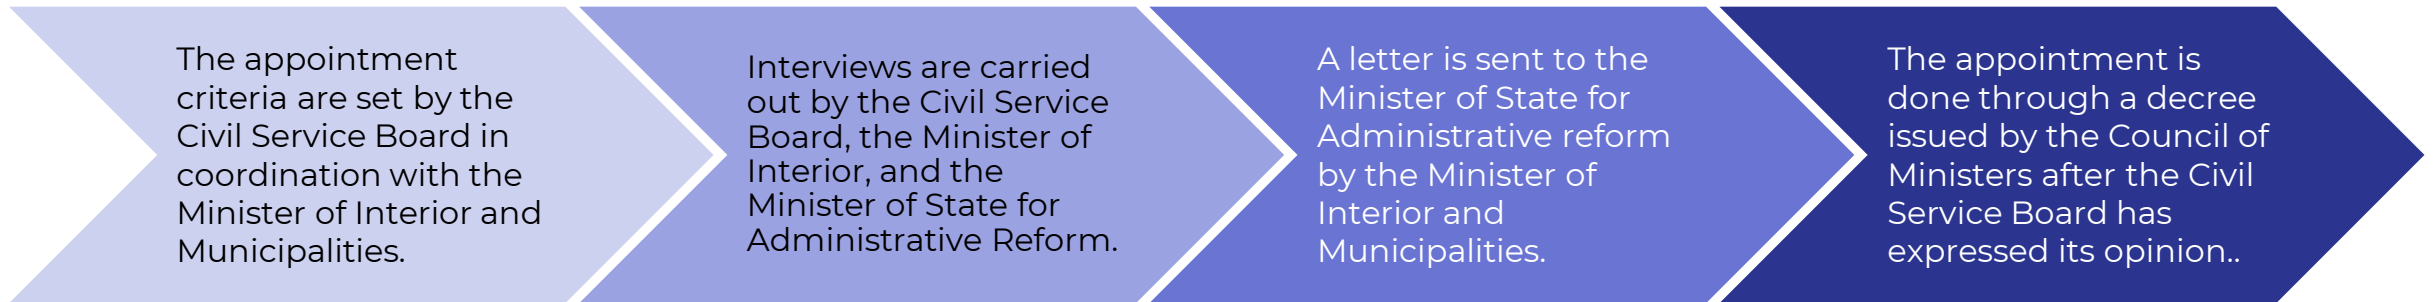 The appointment
criteria are set by the
Civil Service Board in
coordination with the
Minister of Interior and
Municipalities.
Interviews are carried
out by the Civil Service
Board, the Minister of
Interior, and the
Minister of State for
Administrative Reform.
A letter is sent to the
Minister of State for
Administrative reform
by the Minister of
Interior and
Municipalities.
The appointment is
done through a decree
issued by the Council of
Ministers after the Civil
Service Board has
expressed its opinion..